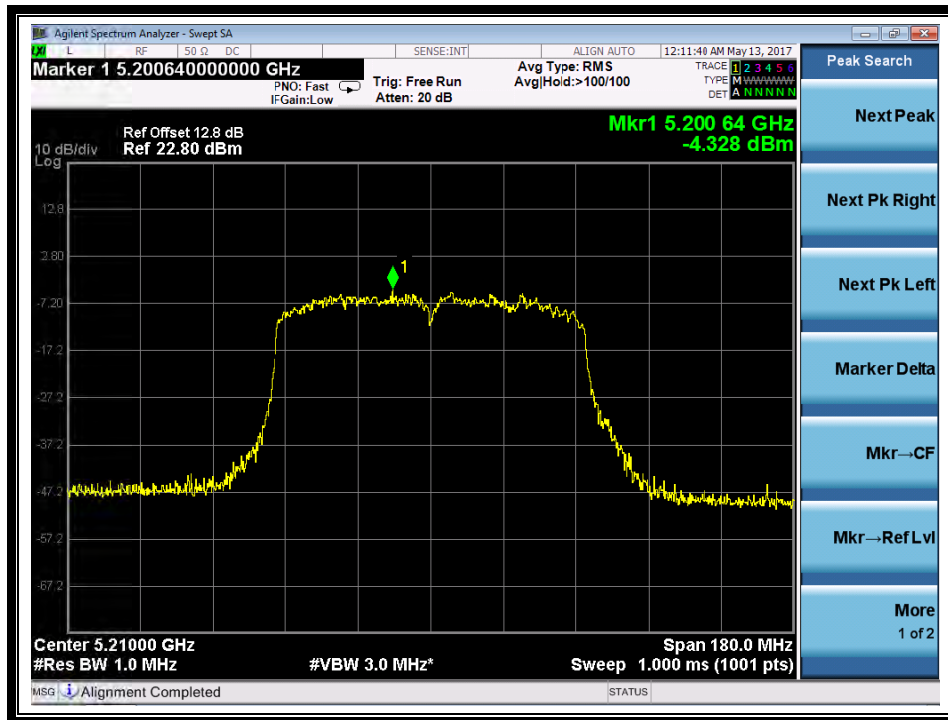 Agilent Spectrum Analyzer - Swept SA
LXI L RF 50 Ω DC SENSE:INT ALIGN AUTO 12:11:40 AM May 13, 2017
Marker 1 5.200640000000 GHz
PNO: Fast
IFGain:Low
Trig: Free Run
Atten: 20 dB
Avg Type: RMS
Avg|Hold:>100/100
TRACE 1 2 3 4 5 6
TYPE M WWWWW
DET A N N N N N
Ref Offset 12.8 dB
10 dB/div Ref 22.80 dBm
Log
Mkr1 5.200 64 GHz
-4.328 dBm
12.8
2.80
-7.20
-17.2
-27.2
-37.2
-47.2
-57.2
-67.2
1
Center 5.21000 GHz Span 180.0 MHz
#Res BW 1.0 MHz #VBW 3.0 MHz* Sweep 1.000 ms (1001 pts)
MSG Alignment Completed STATUS
Peak Search
Next Peak
Next Pk Right
Next Pk Left
Marker Delta
Mkr→CF
Mkr→Ref Lvl
More
1 of 2